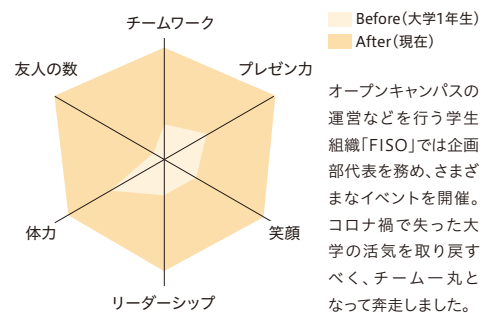 チームワーク
プレゼン力
笑顔
リーダーシップ
体力
友人の数
Before（大学1年生）
After（現在）
オープンキャンパスの
運営などを行う学生
組織「FISO」では企画
部代表を務め、さまざ
まなイベントを開催。
コロナ禍で失った大
学の活気を取り戻す
べく、チーム一丸と
なって奔走しました。